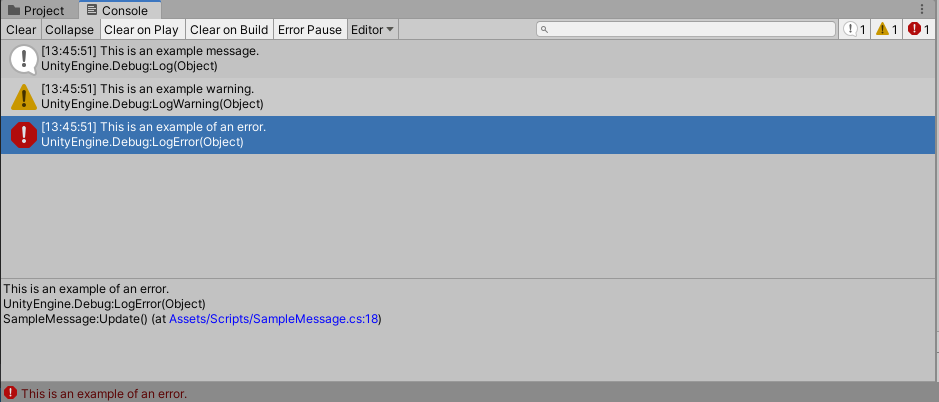 Project Console
Clear Collapse Clear on Play Clear on Build Error Pause Editor 1 1 1
[13:45:51] This is an example message.
UnityEngine.Debug:Log(Object)
[13:45:51] This is an example warning.
UnityEngine.Debug:LogWarning(Object)
[13:45:51] This is an example of an error.
UnityEngine.Debug:LogError(Object)
This is an example of an error.
UnityEngine.Debug:LogError(Object)
SampleMessage:Update() (at Assets/Scripts/SampleMessage.cs:18)
This is an example of an error.